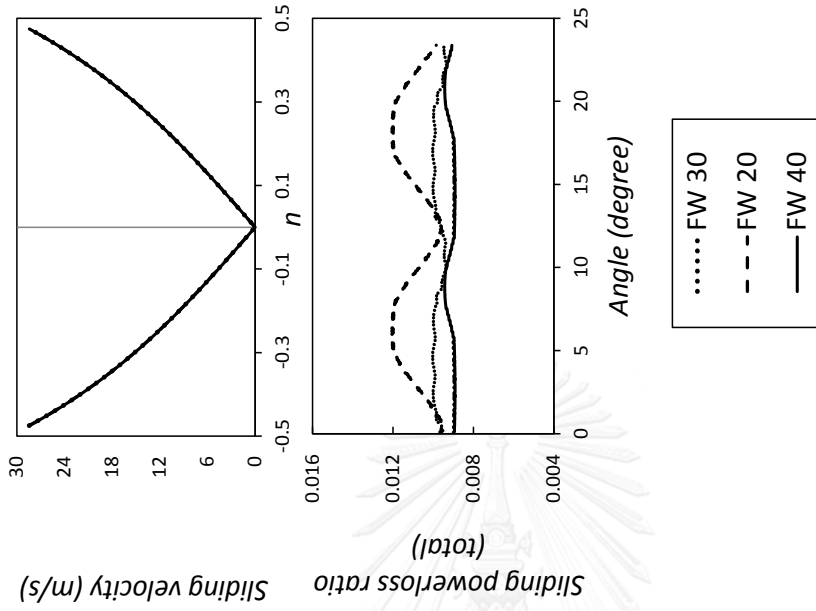 Sliding velocity (m/s)
30
24
18
12
6
0
-0.5
-0.3
-0.1
0.1
0.3
0.5
u
Sliding powerloss ratio
(total)
0.016
0.012
0.008
0.004
0
5
10
15
20
25
Angle (degree)
FW 30
FW 20
FW 40